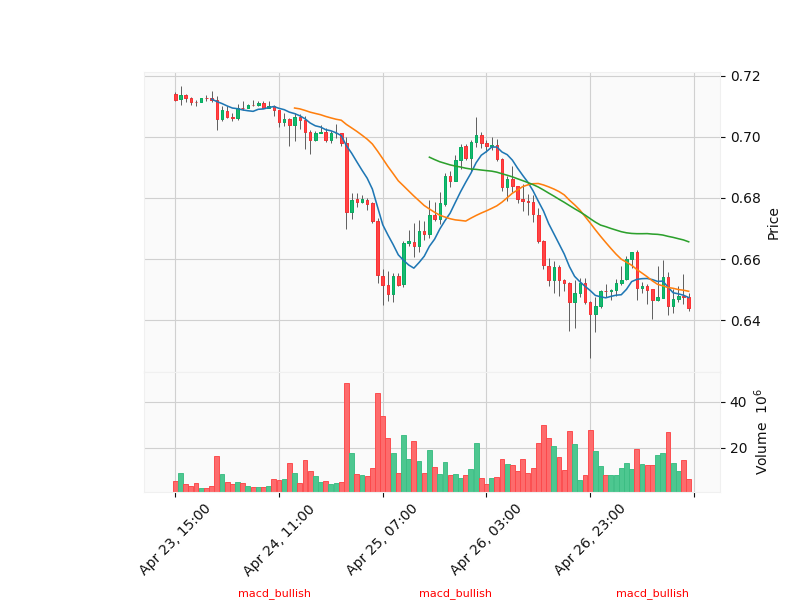 0.72
0.70
0.68
0.66
0.64
Price
40
20
Volume 10^6
Apr 23, 15:00
Apr 24, 11:00
Apr 25, 07:00
Apr 26, 03:00
Apr 26, 23:00
macd_bullish
macd_bullish
macd_bullish